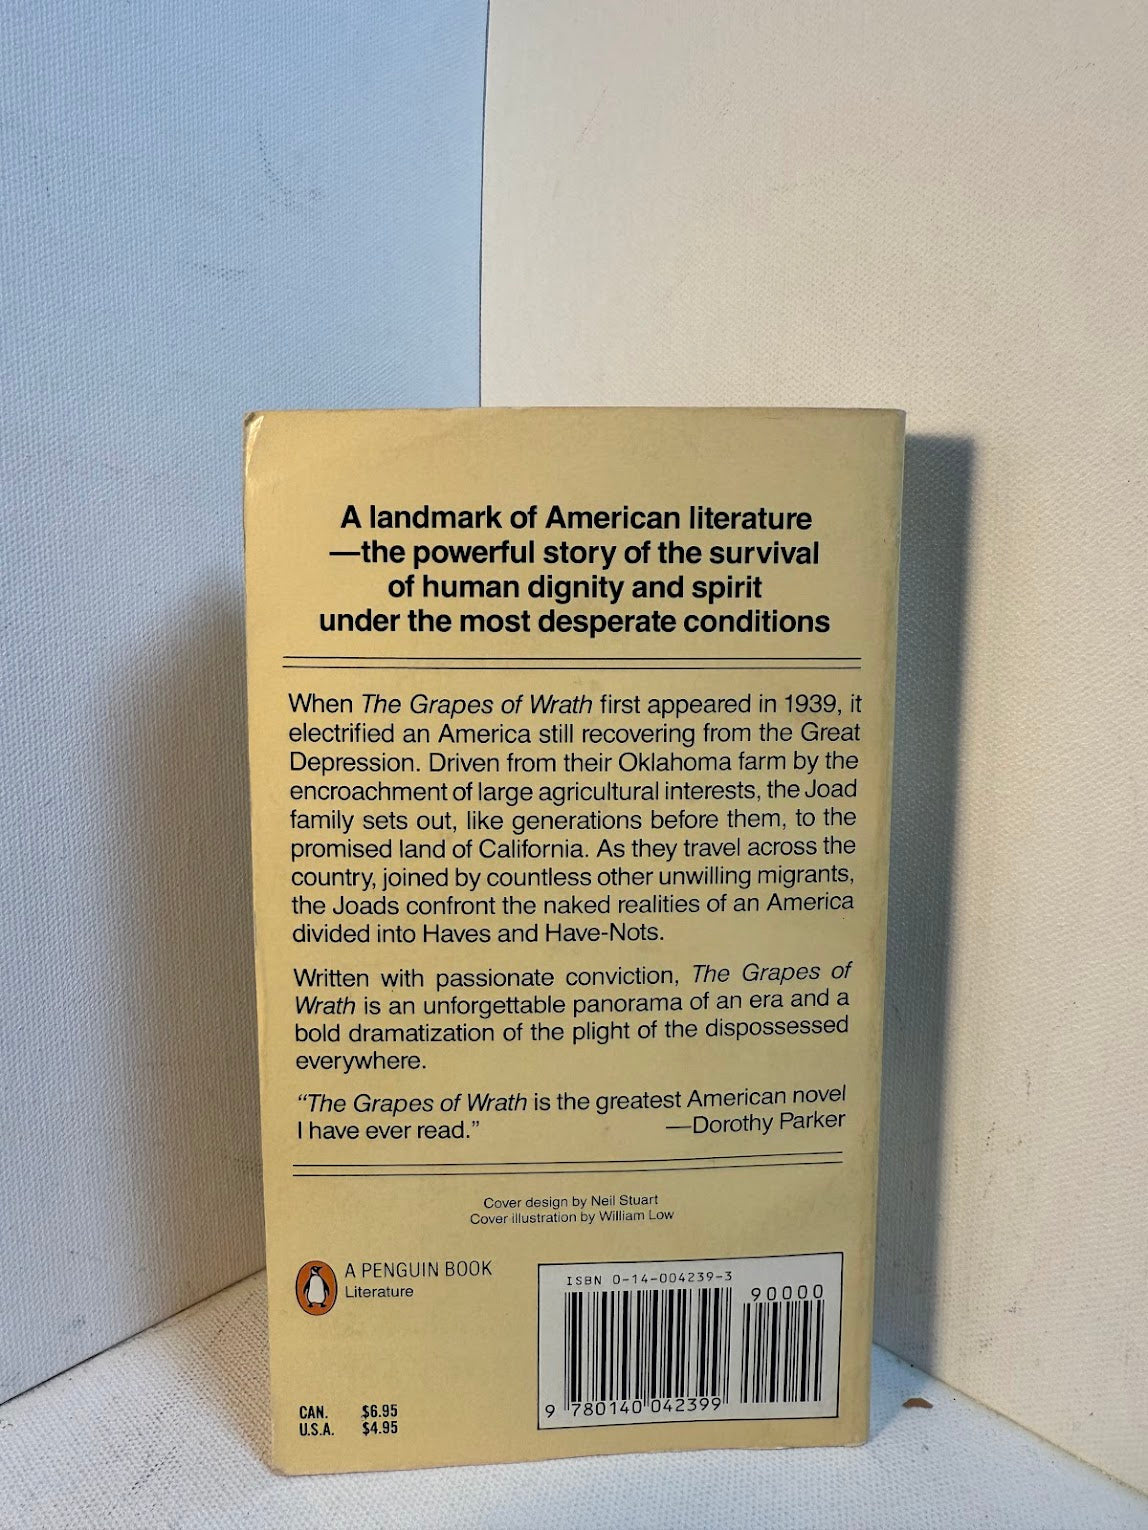 A landmark of American literature
—the powerful story of the survival
of human dignity and spirit
under the most desperate conditions
When The Grapes of Wrath first appeared in 1939, it
electrified an America still recovering from the Great
Depression. Driven from their Oklahoma farm by the
encroachment of large agricultural interests, the Joad
family sets out, like generations before them, to the
promised land of California. As they travel across the
country, joined by countless other unwilling migrants,
the Joads confront the naked realities of an America
divided into Haves and Have-Nots.
Written with passionate conviction, The Grapes of
Wrath is an unforgettable panorama of an era and a
bold dramatization of the plight of the dispossessed
everywhere.
“The Grapes of Wrath is the greatest American novel
I have ever read.” —Dorothy Parker
Cover design by Neil Stuart
Cover illustration by William Low
A PENGUIN BOOK
Literature
ISBN 0-14-004239-3
90000
9 780140 042399
CAN. $6.95
U.S.A. $4.95